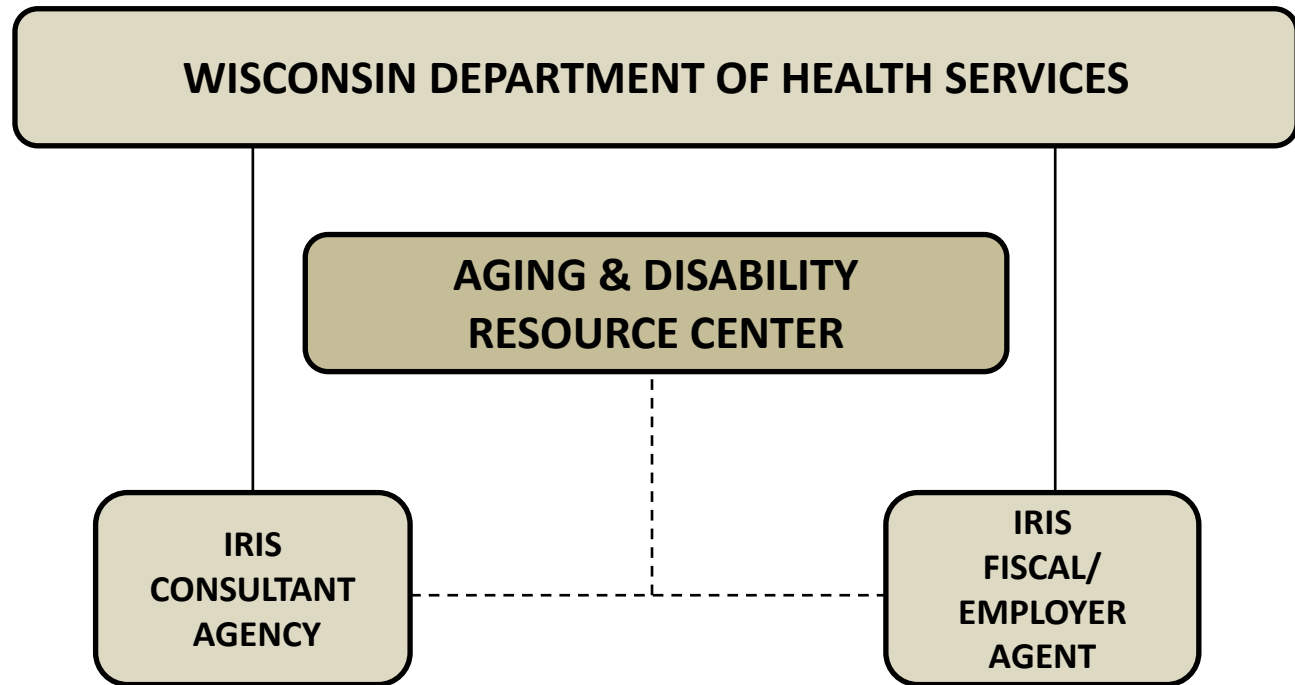 WISCONSIN DEPARTMENT OF HEALTH SERVICES
AGING & DISABILITY
RESOURCE CENTER
IRIS
CONSULTANT
AGENCY
IRIS
FISCAL/
EMPLOYER
AGENT